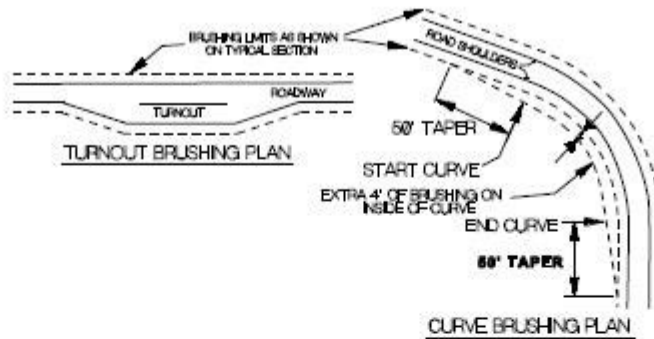 BRUSHING LIMITS AS SHOWN
ON TYPICAL SECTION
ROAD SHOULDERS
ROADWAY
TURNOUT
TURNOUT BRUSHING PLAN
50' TAPER
START CURVE
EXTRA 4' OF BRUSHING ON
INSIDE OF CURVE
END CURVE
50' TAPER
CURVE BRUSHING PLAN